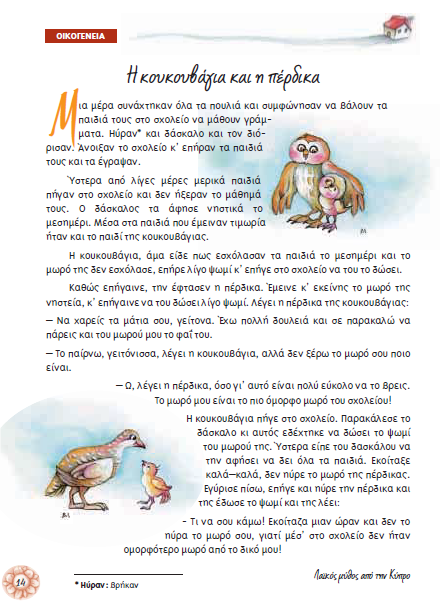 ΟΙΚΟΓΕΝΕΙΑ
Η κουκουβάγια και η πέρδικα
Μια μέρα συνάχτηκαν όλα τα πουλιά και συμφώνησαν να βάλουν τα
παιδιά τους στο σχολείο να μάθουν γράμ-
ματα. Ηύραν* και δάσκαλο και τον διό-
ρισαν. Άνοιξαν το σχολείο κ' επήραν τα παιδιά
τους και τα έγραψαν.
Ύστερα από λίγες μέρες μερικά παιδιά
πήγαν στο σχολείο και δεν ήξεραν το μάθημά
τους. Ο δάσκαλος τα άφησε νηστικά το
μεσημέρι. Μέσα στα παιδιά που έμειναν τιμωρία
ήταν και το παιδί της κουκουβάγιας.
Η κουκουβάγια, άμα είδε πως εσχόλασαν τα παιδιά το μεσημέρι και το
μωρό της δεν εσχόλασε, επήρε λίγο ψωμί κ' επήγε στο σχολείο να του το δώσει.
Καθώς επήγαινε, την έφτασεν η πέρδικα. Έμεινε κ' εκείνης το μωρό της
νηστεία, κ' επήγαινε να του δώσει λίγο ψωμί. Λέγει η πέρδικα της κουκουβάγιας:
– Να χαρείς τα μάτια σου, γείτονα. Έχω πολλή δουλειά και σε παρακαλώ να
πάρεις και του μωρού μου το φαΐ του.
– Το παίρνω, γειτόνισσα, λέγει η κουκουβάγια, αλλά δεν ξέρω το μωρό σου ποιο
είναι.
– Ω, λέγει η πέρδικα, όσο γι' αυτό είναι πολύ εύκολο να το βρεις.
Το μωρό μου είναι το πιο όμορφο μωρό του σχολείου!
Η κουκουβάγια πήγε στο σχολείο. Παρακάλεσε το
δάσκαλο κι αυτός εδέχτηκε να δώσει το ψωμί
του μωρού της. Ύστερα είπε του δασκάλου να
την αφήσει να δει όλα τα παιδιά. Εκοίταξε
καλά–καλά, δεν πύρε το μωρό της πέρδικας.
Εγύρισε πίσω, επήγε και πύρε την πέρδικα και
της έδωσε το ψωμί και της λέει:
- Τι να σου κάμω! Εκοίταζα μιαν ώραν και δεν το
πύρα το μωρό σου, γιατί μέσ' στο σχολείο δεν ήταν
ομορφότερο μωρό από το δικό μου!
Λαϊκός μύθος από την Κύπρο
14
* Ηύραν: Βρήκαν